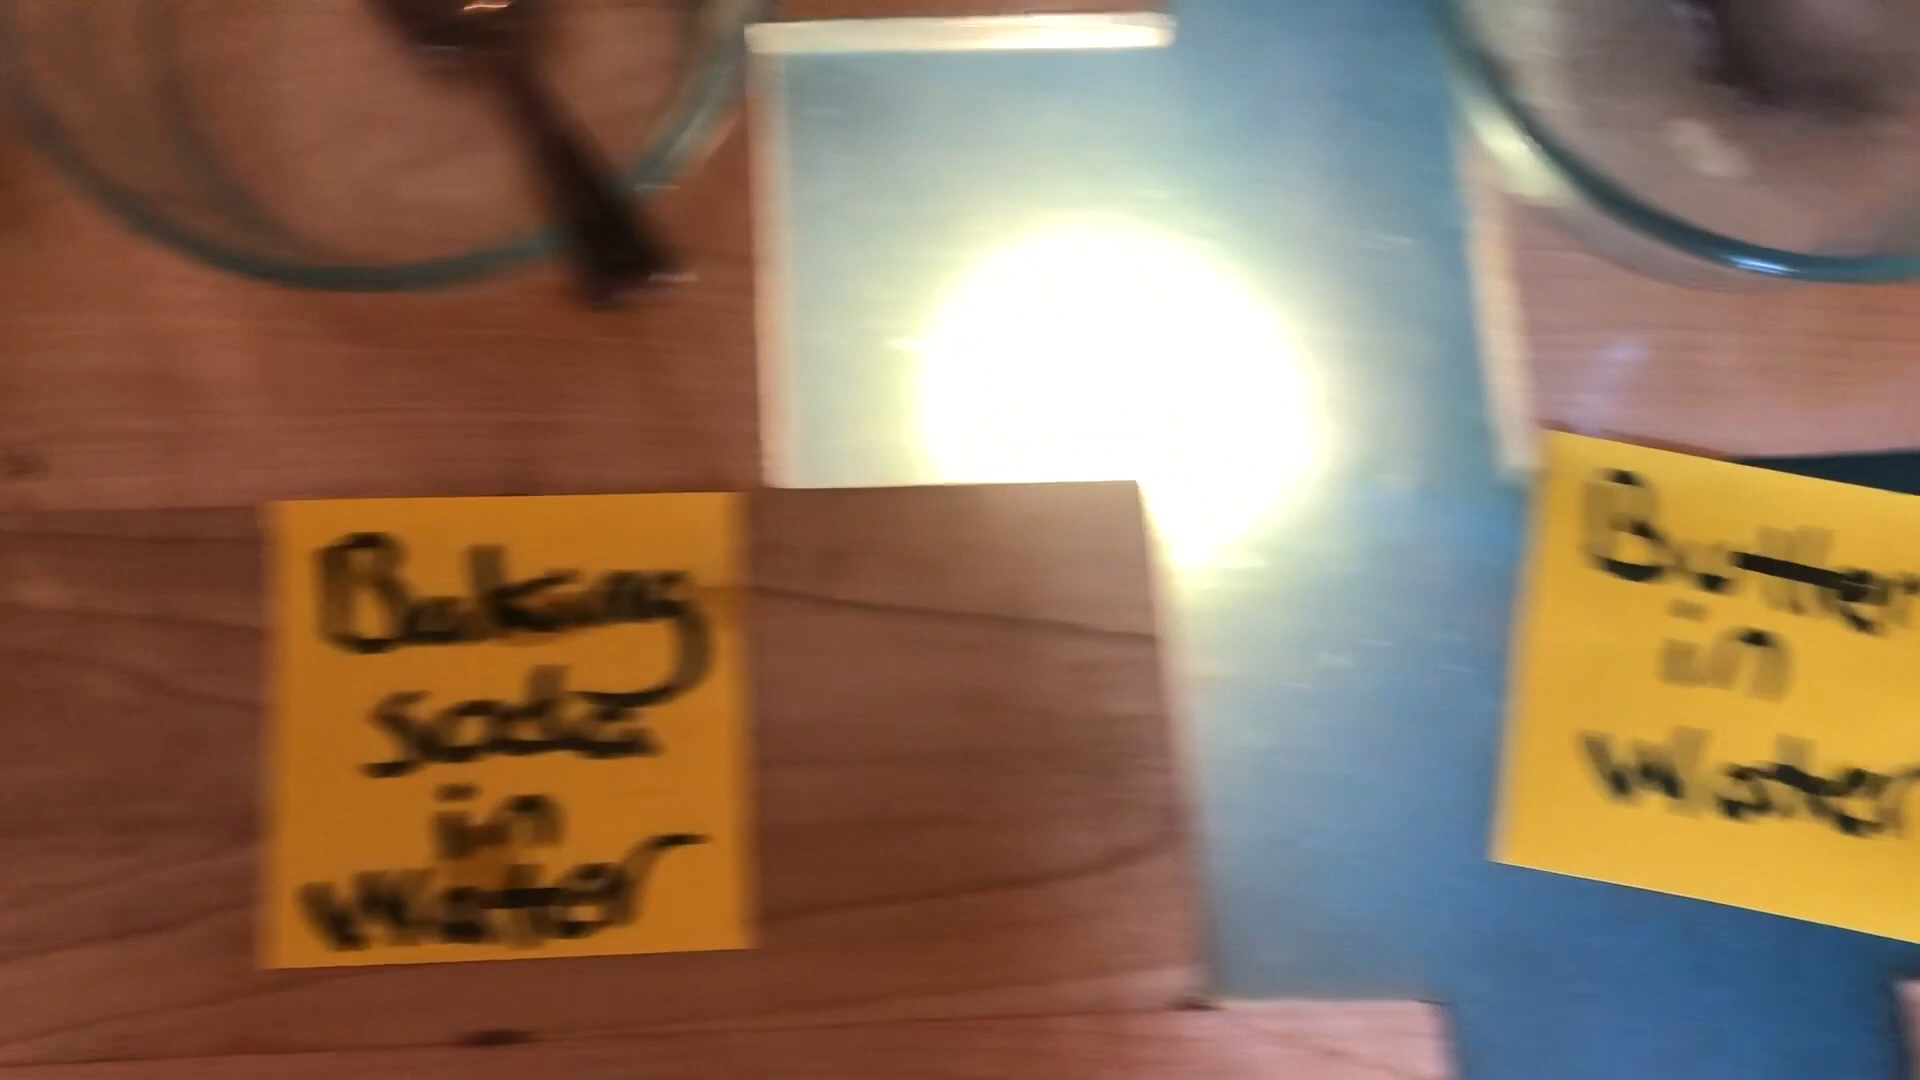 Baking
soda
in
Water
Butter
in
Water